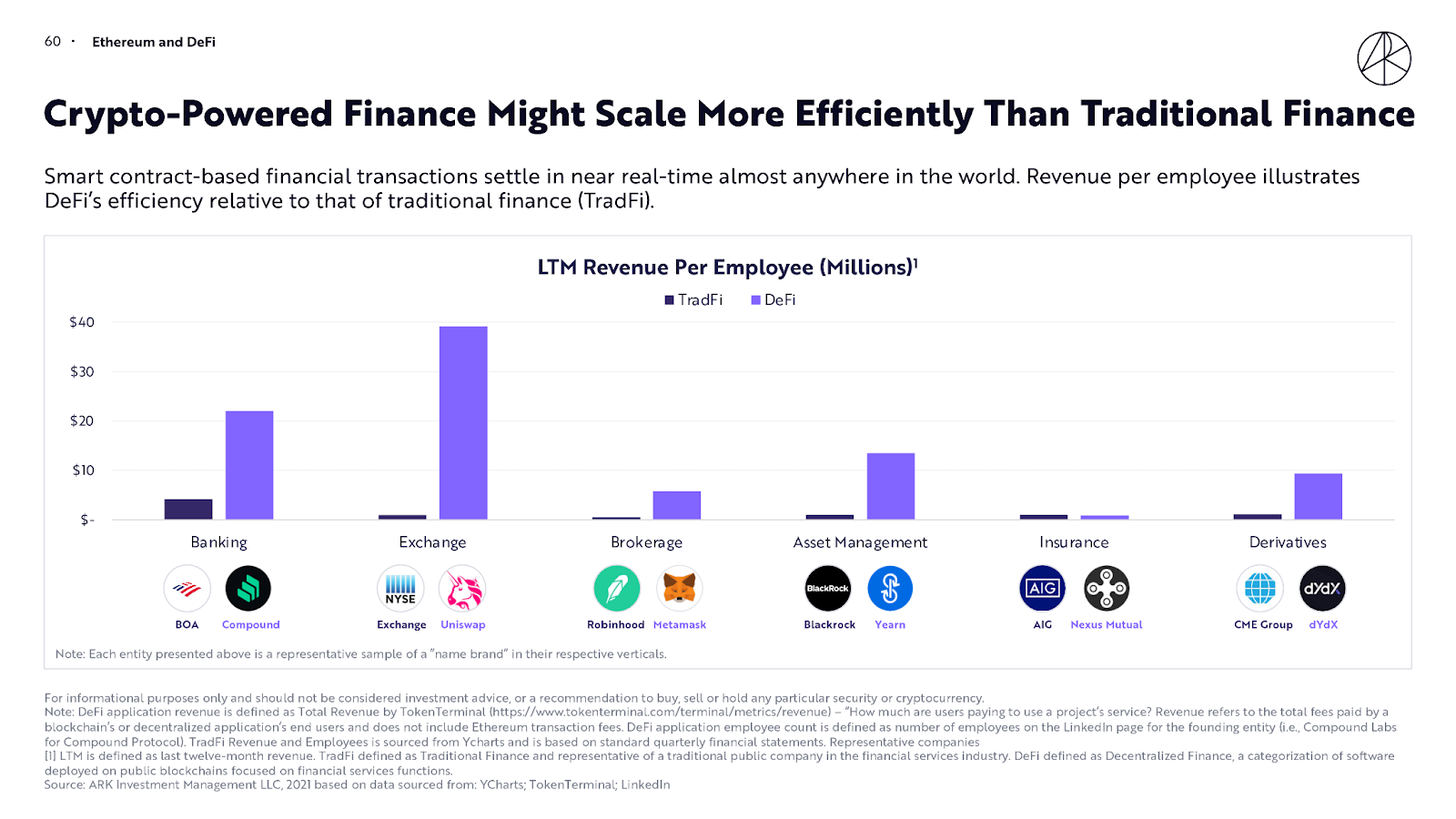 60 · Ethereum and DeFi
Crypto-Powered Finance Might Scale More Efficiently Than Traditional Finance
Smart contract-based financial transactions settle in near real-time almost anywhere in the world. Revenue per employee illustrates
DeFi's efficiency relative to that of traditional finance (TradFi).
LTM Revenue Per Employee (Millions)¹
TradFi DeFi
$40
$30
$20
$10
$-
Banking Exchange Brokerage Asset Management Insurance Derivatives
NYSE BlackRock AIG dYdX
BOA Compound Exchange Uniswap Robinhood Metamask Blackrock Yearn AIG Nexus Mutual CME Group dYdX
Note: Each entity presented above is a representative sample of a "name brand" in their respective verticals.
For informational purposes only and should not be considered investment advice, or a recommendation to buy, sell or hold any particular security or cryptocurrency.
Note: DeFi application revenue is defined as Total Revenue by TokenTerminal (https://www.tokenterminal.com/terminal/metrics/revenue) – "How much are users paying to use a project's service? Revenue refers to the total fees paid by a
blockchain's or decentralized application's end users and does not include Ethereum transaction fees. DeFi application employee count is defined as number of employees on the LinkedIn page for the founding entity (i.e., Compound Labs
for Compound Protocol). TradFi Revenue and Employees is sourced from Ycharts and is based on standard quarterly financial statements. Representative companies
[1] LTM is defined as last twelve-month revenue. TradFi defined as Traditional Finance and representative of a traditional public company in the financial services industry. DeFi defined as Decentralized Finance, a categorization of software
deployed on public blockchains focused on financial services functions.
Source: ARK Investment Management LLC, 2021 based on data sourced from: YCharts; TokenTerminal; LinkedIn